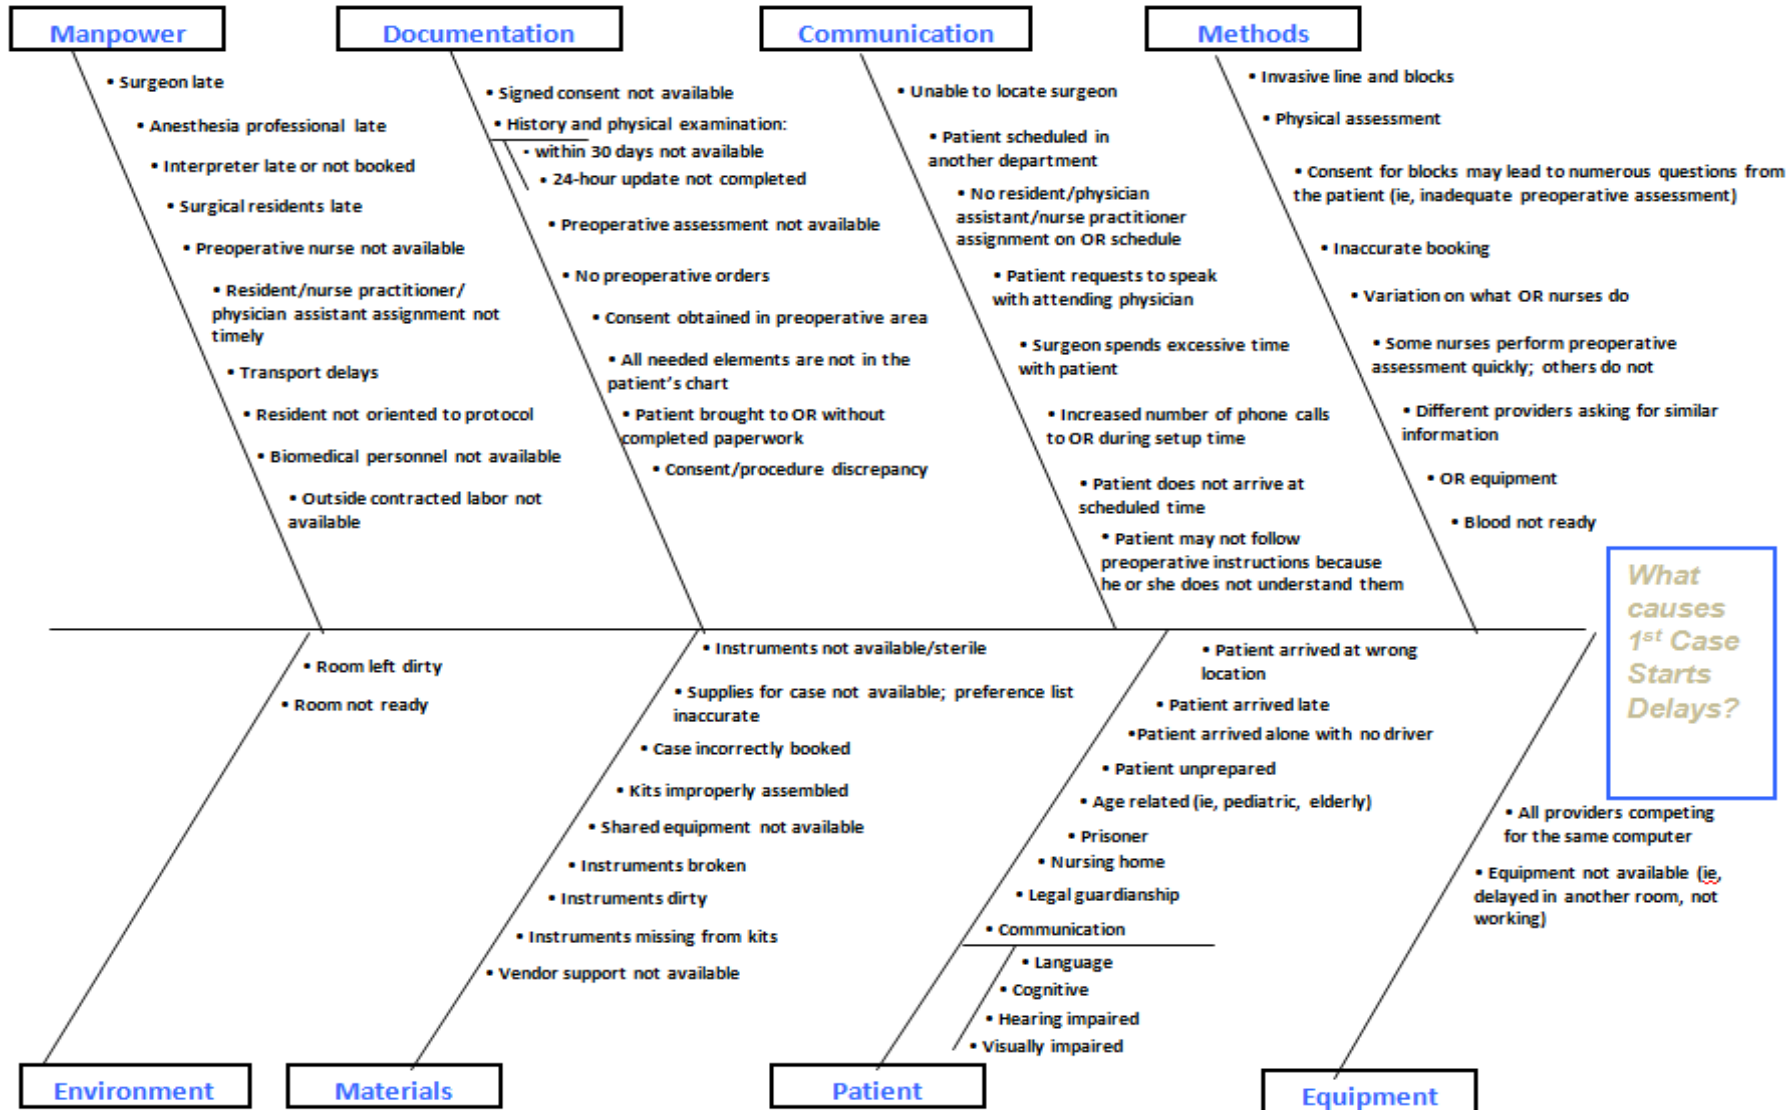 Manpower
• Surgeon late
• Anesthesia professional late
• Interpreter late or not booked
• Surgical residents late
• Preoperative nurse not available
• Resident/nurse practitioner/
physician assistant assignment not
timely
• Transport delays
• Resident not oriented to protocol
• Biomedical personnel not available
• Outside contracted labor not
available
Documentation
• Signed consent not available
• History and physical examination:
• within 30 days not available
• 24-hour update not completed
• Preoperative assessment not available
• No preoperative orders
• Consent obtained in preoperative area
• All needed elements are not in the
patient's chart
• Patient brought to OR without
completed paperwork
• Consent/procedure discrepancy
Communication
• Unable to locate surgeon
• Patient scheduled in
another department
• No resident/physician
assistant/nurse practitioner
assignment on OR schedule
• Patient requests to speak
with attending physician
• Surgeon spends excessive time
with patient
• Increased number of phone calls
to OR during setup time
• Patient does not arrive at
scheduled time
• Patient may not follow
preoperative instructions because
he or she does not understand them
Methods
• Invasive line and blocks
• Physical assessment
• Consent for blocks may lead to numerous questions from
the patient (ie, inadequate preoperative assessment)
• Inaccurate booking
• Variation on what OR nurses do
• Some nurses perform preoperative
assessment quickly; others do not
• Different providers asking for similar
information
• OR equipment
• Blood not ready
What
causes
1st Case
Starts
Delays?
• Room left dirty
• Room not ready
Environment
• Instruments not available/sterile
• Supplies for case not available; preference list
inaccurate
• Case incorrectly booked
• Kits improperly assembled
• Shared equipment not available
• Instruments broken
• Instruments dirty
• Instruments missing from kits
• Vendor support not available
Materials
• Patient arrived at wrong
location
• Patient arrived late
•Patient arrived alone with no driver
• Patient unprepared
• Age related (ie, pediatric, elderly)
• Prisoner
• Nursing home
• Legal guardianship
• Communication
• Language
• Cognitive
• Hearing impaired
• Visually impaired
Patient
• All providers competing
for the same computer
• Equipment not available (ie,
delayed in another room, not
working)
Equipment